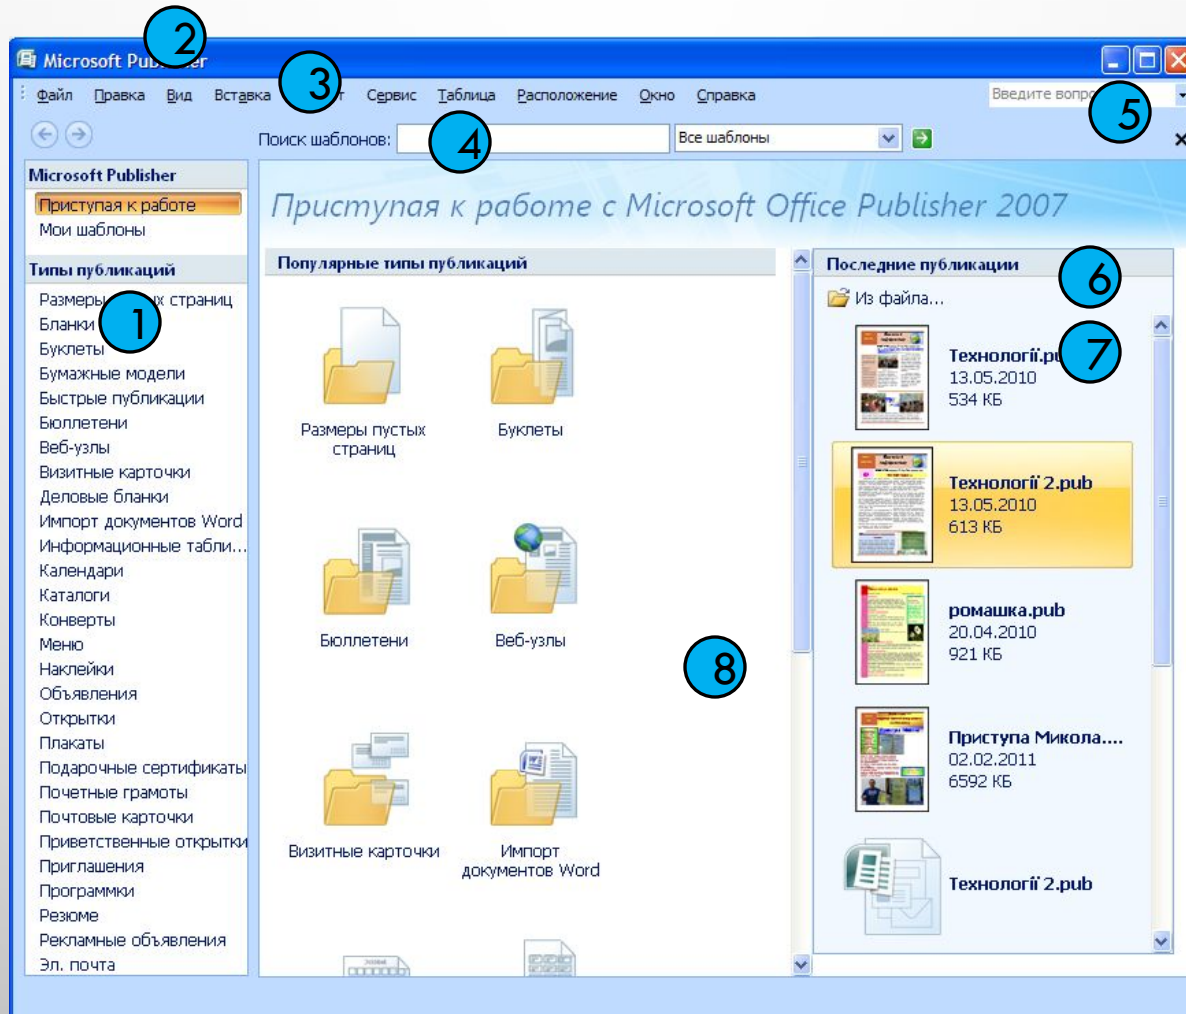 2
Microsoft Publisher
3
Файл Правка Вид Вставка Сервис Таблица Расположение Окно Справка
Введите
5
Поиск шаблонов:
4
Все шаблоны
Microsoft Publisher
Приступая к работе
Мои шаблоны
Типы публикаций
Размеры пустых страниц
1
Бланки
Буклеты
Бумажные модели
Быстрые публикации
Бюллетени
Веб-узлы
Визитные карточки
Деловые бланки
Импорт документов Word
Информационные табли...
Календари
Каталоги
Конверты
Меню
Наклейки
Объявления
Открытки
Плакаты
Подарочные сертификаты
Почетные грамоты
Почтовые карточки
Приветственные открытки
Приглашения
Программки
Резюме
Рекламные объявления
Эл. почта
Приступая к работе с Microsoft Office Publisher 2007
Популярные типы публикаций
Размеры пустых
страниц
Буклеты
Бюллетени
Веб-узлы
8
Визитные карточки
Импорт
документов Word
Последние публикации
6
Из файла...
7
Технології.pu
13.05.2010
534 КБ
Технології 2.pub
13.05.2010
613 КБ
ромашка.pub
20.04.2010
921 КБ
Приступа Микола....
02.02.2011
6592 КБ
Технології 2.pub